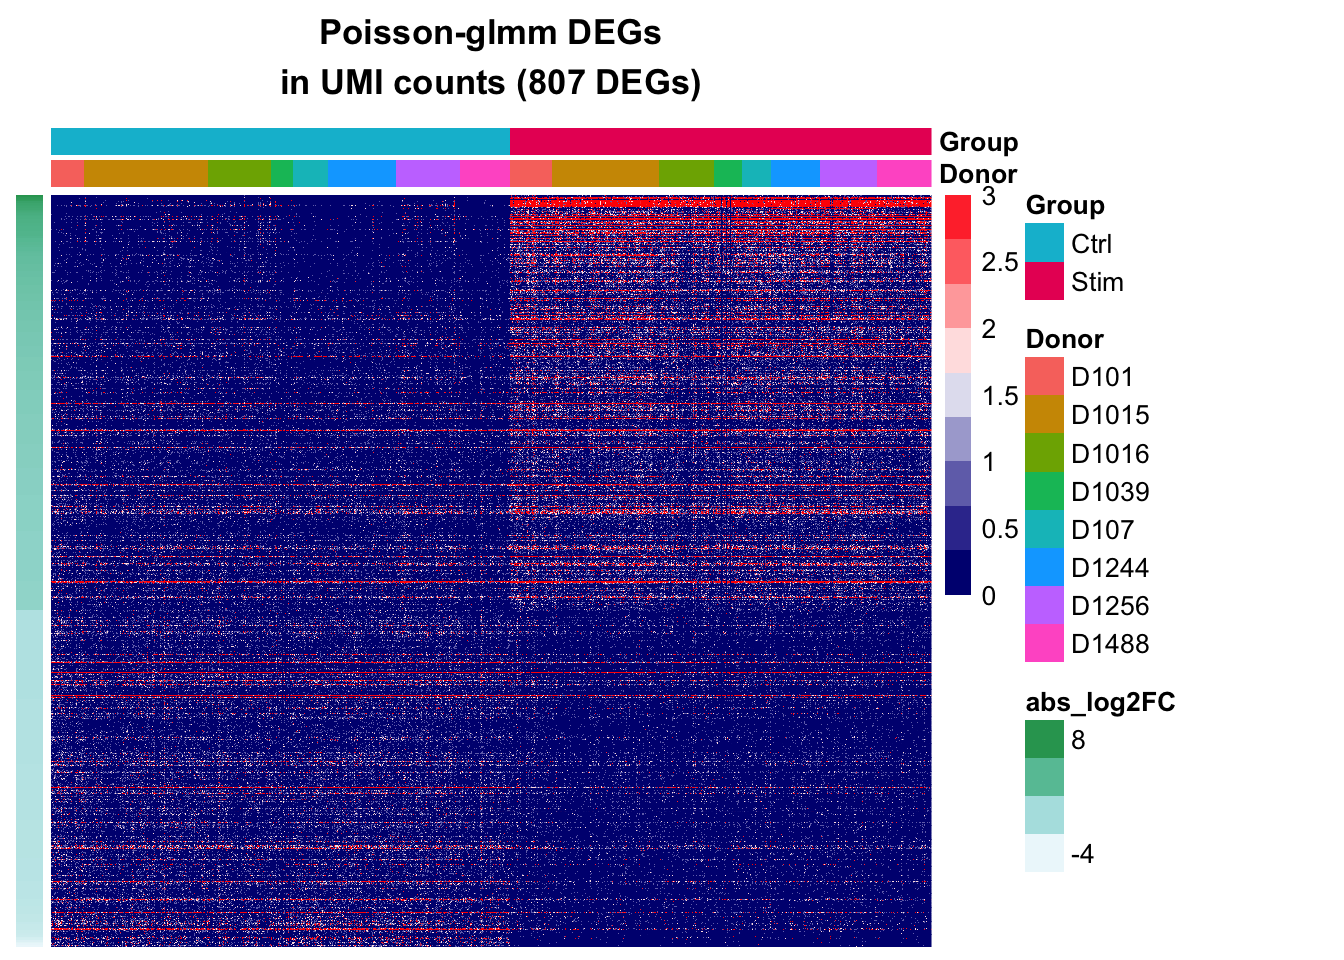 Poisson-glmm DEGs
in UMI counts (807 DEGs)
Group
Donor
3
2.5
2
1.5
1
0.5
0
Group
Ctrl
Stim
Donor
D101
D1015
D1016
D1039
D107
D1244
D1256
D1488
abs_log2FC
8
-4